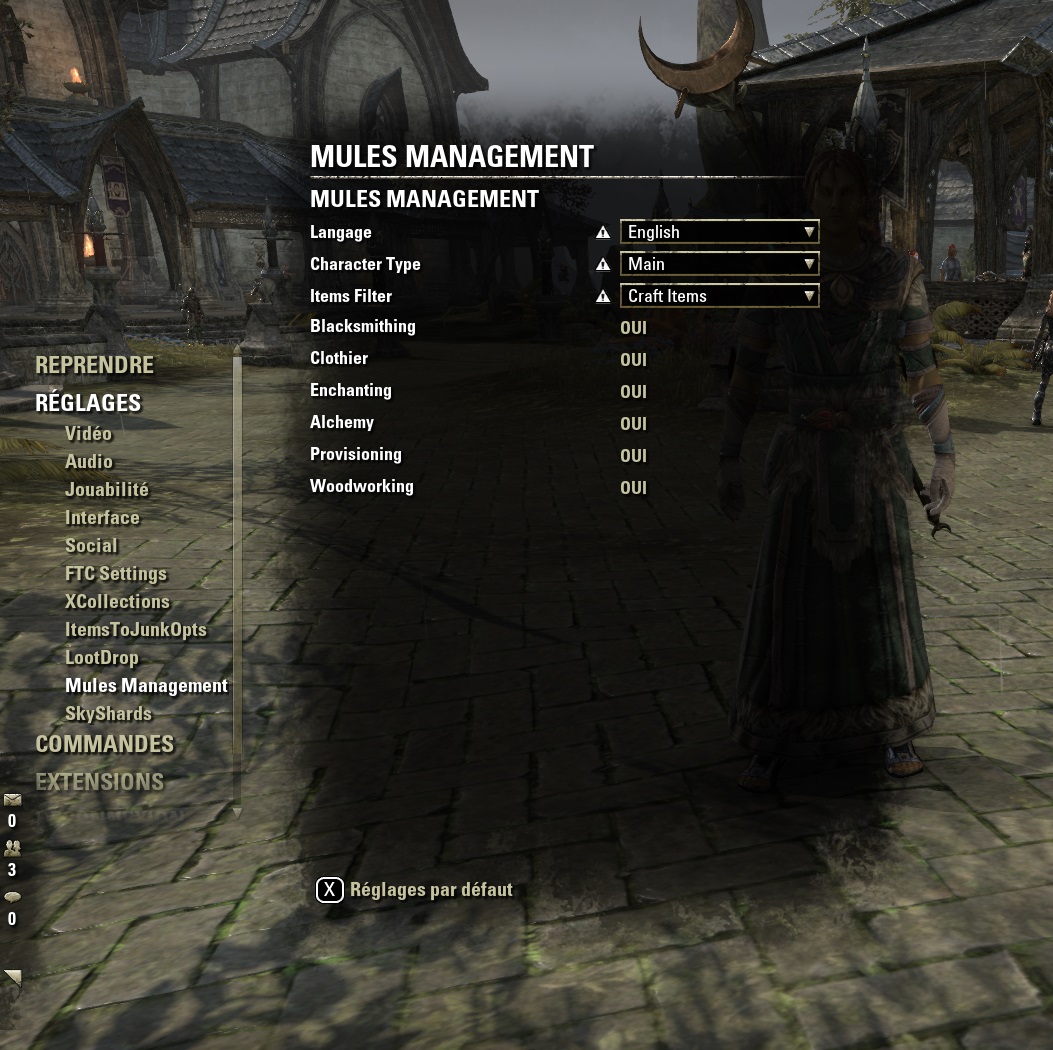 MULES MANAGEMENT
MULES MANAGEMENT
Langage English
Character Type Main
Items Filter Craft Items
Blacksmithing OUI
Clothier OUI
Enchanting OUI
Alchemy OUI
Provisioning OUI
Woodworking OUI
REPRENDRE
RÉGLAGES
Vidéo
Audio
Jouabilité
Interface
Social
FTC Settings
XCollections
ItemsToJunkOpts
LootDrop
Mules Management
SkyShards
COMMANDES
EXTENSIONS
0
3
0
X Réglages par défaut